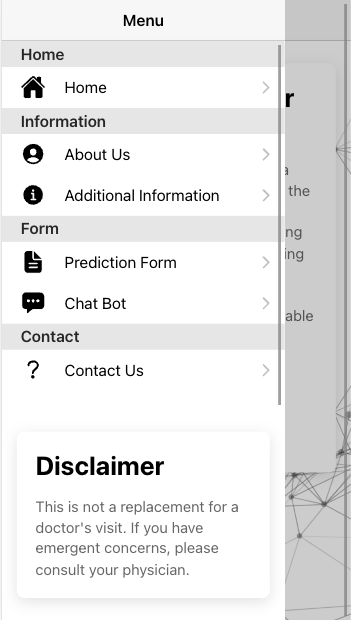 Menu
Home
Home
Information
About Us
Additional Information
Form
Prediction Form
Chat Bot
Contact
Contact Us
Disclaimer
This is not a replacement for a
doctor's visit. If you have
emergent concerns, please
consult your physician.
the